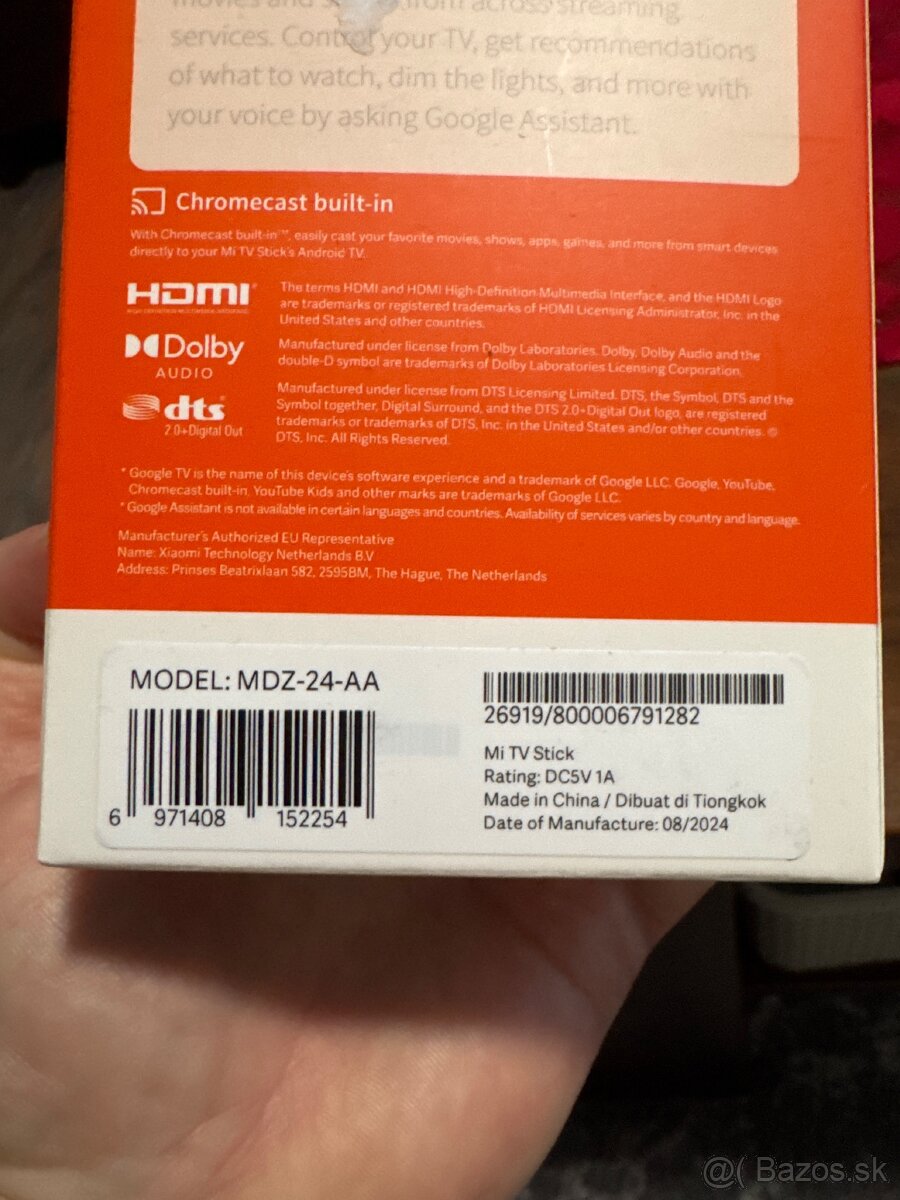 movies and from across streaming
services. Control your TV, get recommendations
of what to watch, dim the lights, and more with
your voice by asking Google Assistant.
Chromecast built-in
With Chromecast built-in™, easily cast your favorite movies, shows, apps, games, and more from smart devices
directly to your Mi TV Stick's Android TV.
HDMI
HIGH-DEFINITION MULTIMEDIA INTERFACE
The terms HDMI and HDMI High-Definition Multimedia Interface, and the HDMI Logo
are trademarks or registered trademarks of HDMI Licensing Administrator, Inc. in the
United States and other countries.
Dolby
AUDIO
Manufactured under license from Dolby Laboratories. Dolby, Dolby Audio and the
double-D symbol are trademarks of Dolby Laboratories Licensing Corporation.
dts
2.0+Digital Out
Manufactured under license from DTS Licensing Limited. DTS, the Symbol, DTS and the
Symbol together, Digital Surround, and the DTS 2.0+Digital Out logo, are registered
trademarks or trademarks of DTS, Inc. in the United States and/or other countries. ©
DTS, Inc. All Rights Reserved.
* Google TV is the name of this device's software experience and a trademark of Google LLC. Google, YouTube,
Chromecast built-in, YouTube Kids and other marks are trademarks of Google LLC.
* Google Assistant is not available in certain languages and countries. Availability of services varies by country and language.
Manufacturer's Authorized EU Representative
Name: Xiaomi Technology Netherlands B.V
Address: Prinses Beatrixlaan 582, 2595BM, The Hague, The Netherlands
MODEL: MDZ-24-AA
6 971408 152254
26919/800006791282
Mi TV Stick
Rating: DC5V 1A
Made in China / Dibuat di Tiongkok
Date of Manufacture: 08/2024
@( Bazos.sk